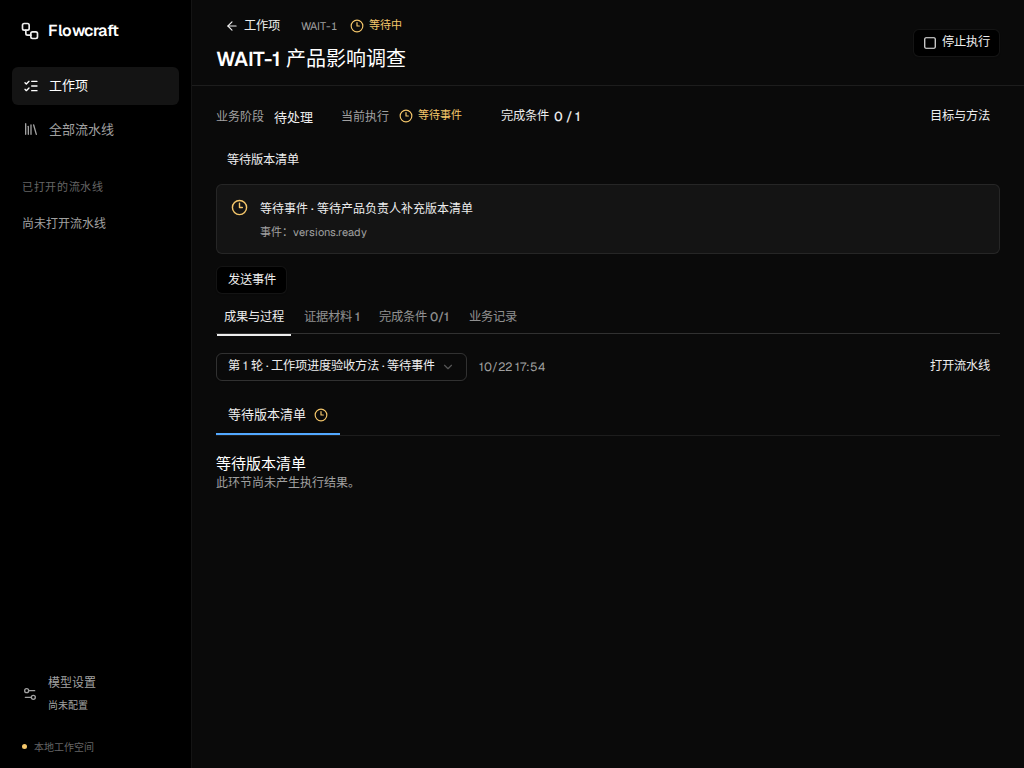 Flowcraft
工作项
全部流水线
已打开的流水线
尚未打开流水线
模型设置
尚未配置
本地工作空间
工作项 WAIT-1 等待中
WAIT-1 产品影响调查
停止执行
业务阶段 待处理 当前执行 等待事件 完成条件 0 / 1 目标与方法
等待版本清单
等待事件 · 等待产品负责人补充版本清单
事件：versions.ready
发送事件
成果与过程 证据材料 1 完成条件 0/1 业务记录
第 1 轮 · 工作项进度验收方法 · 等待事件 10/22 17:54 打开流水线
等待版本清单
等待版本清单
此环节尚未产生执行结果。